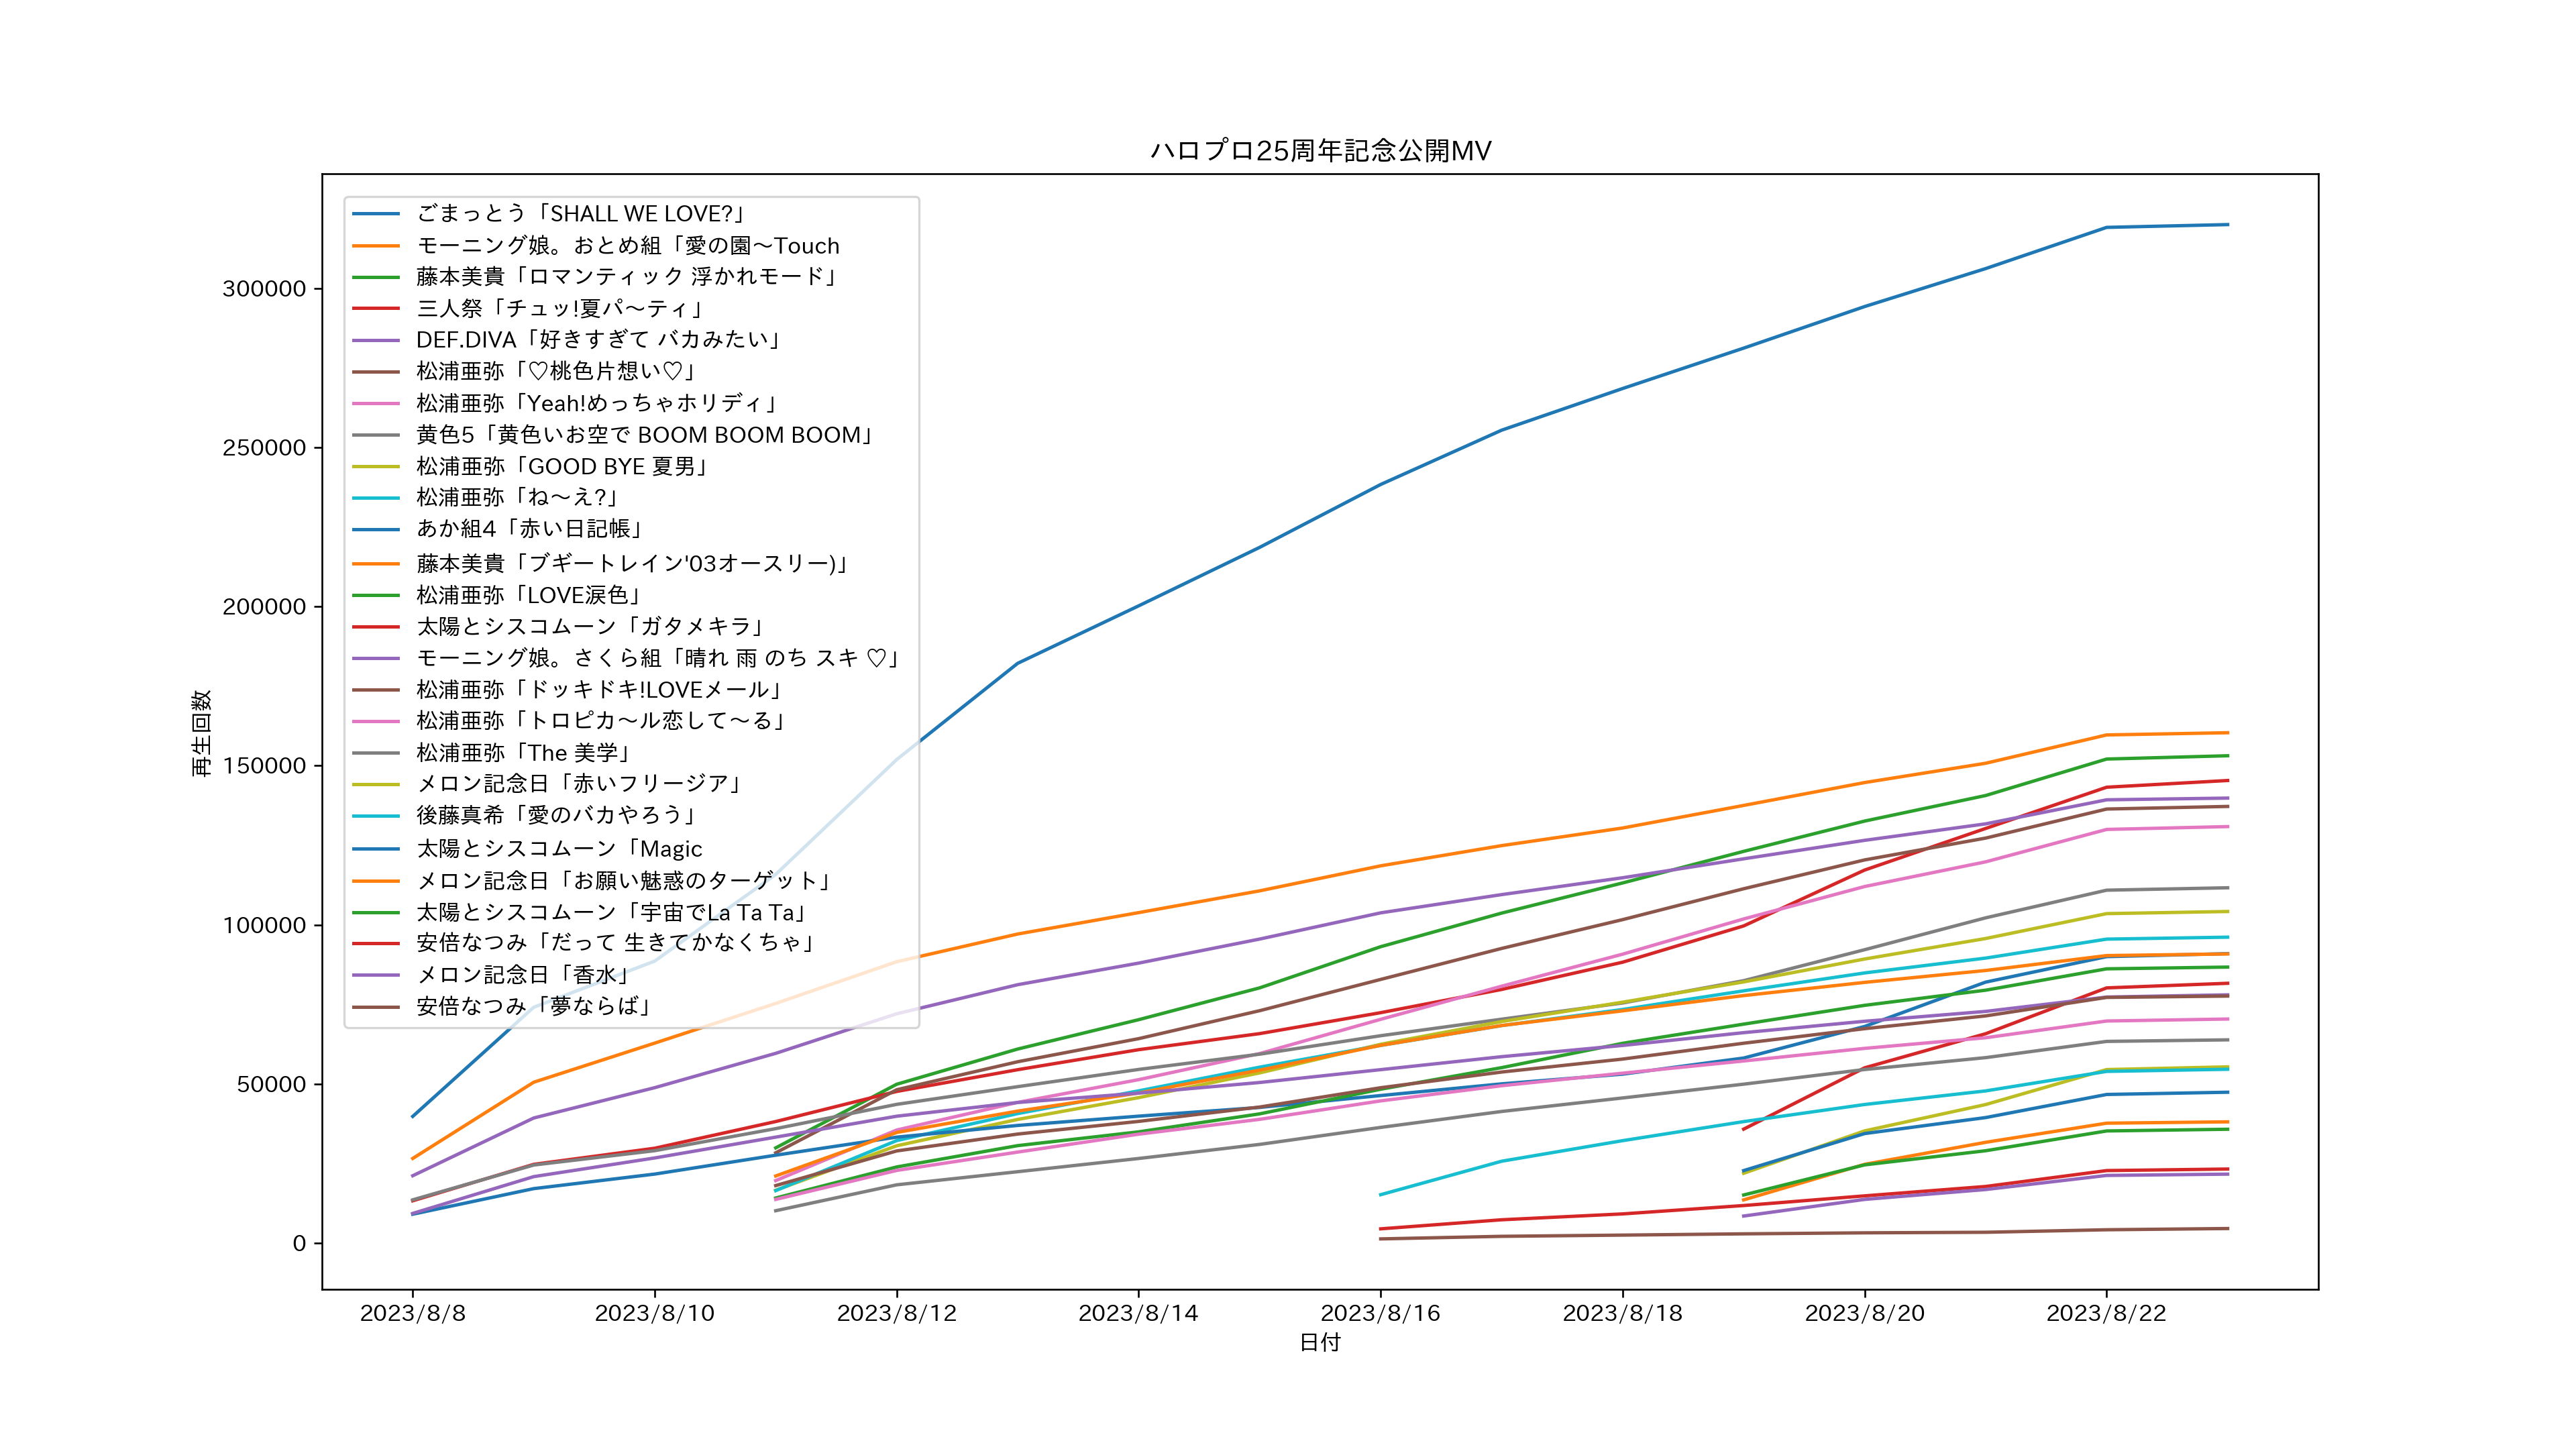 ハロプロ25周年記念公開MV
ごまっとう「SHALL WE LOVE?」
モーニング娘。おとめ組「愛の園〜Touch
藤本美貴「ロマンティック 浮かれモード」
三人祭「チュッ!夏パ〜ティ」
DEF.DIVA「好きすぎて バカみたい」
松浦亜弥「♡桃色片想い♡」
松浦亜弥「Yeah!めっちゃホリディ」
黄色5「黄色いお空で BOOM BOOM BOOM」
松浦亜弥「GOOD BYE 夏男」
松浦亜弥「ね〜え?」
あか組4「赤い日記帳」
藤本美貴「ブギートレイン'03オースリー)」
松浦亜弥「LOVE涙色」
太陽とシスコムーン「ガタメキラ」
モーニング娘。さくら組「晴れ 雨 のち スキ ♡」
松浦亜弥「ドッキドキ!LOVEメール」
松浦亜弥「トロピカ〜ル恋して〜る」
松浦亜弥「The 美学」
メロン記念日「赤いフリージア」
後藤真希「愛のバカやろう」
太陽とシスコムーン「Magic
メロン記念日「お願い魅惑のターゲット」
太陽とシスコムーン「宇宙でLa Ta Ta」
安倍なつみ「だって 生きてかなくちゃ」
メロン記念日「香水」
安倍なつみ「夢ならば」
300000
250000
200000
150000
100000
50000
0
再生回数
2023/8/8
2023/8/10
2023/8/12
2023/8/14
2023/8/16
2023/8/18
2023/8/20
2023/8/22
日付